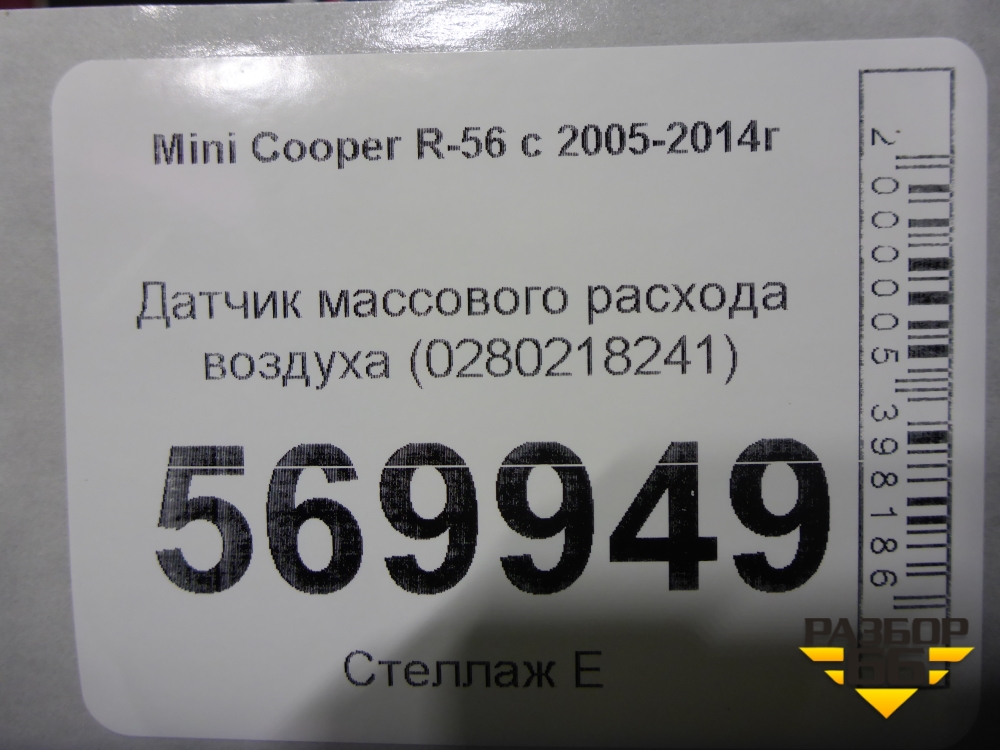 Mini Cooper R-56 с 2005-2014г
Датчик массового расхода
воздуха (0280218241)
569949
Стеллаж Е
2000005398186
РАЗБОР
66